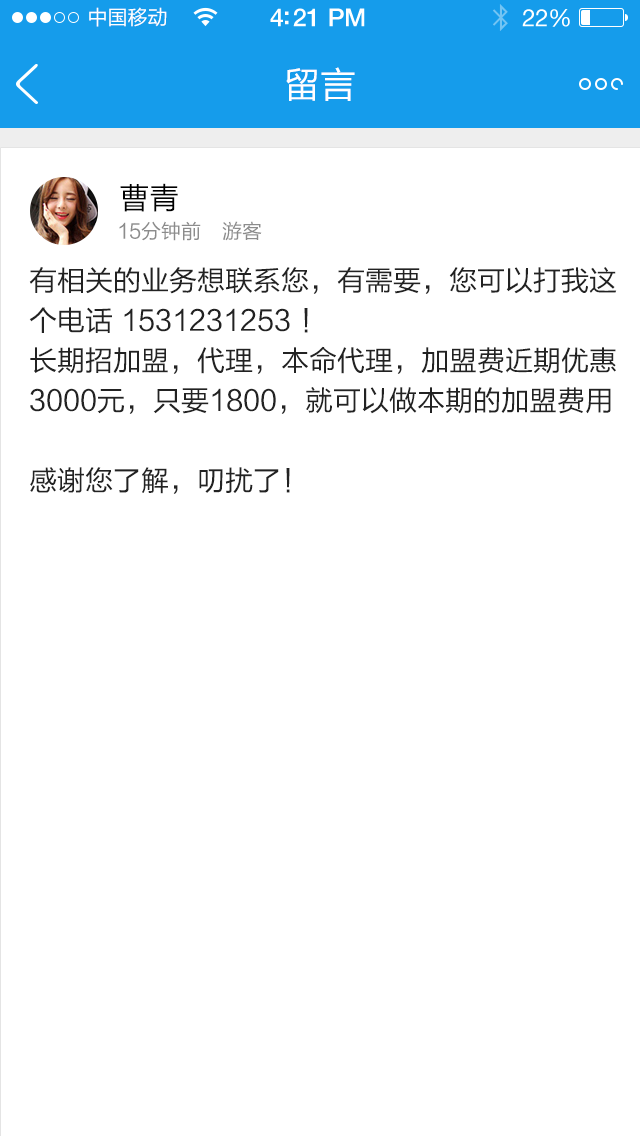 中国移动 4:21 PM 22%
留言
曹青
15分钟前 游客
有相关的业务想联系您，有需要，您可以打我这
个电话 1531231253！
长期招加盟，代理，本命代理，加盟费近期优惠
3000元，只要1800，就可以做本期的加盟费用
感谢您了解，叨扰了！